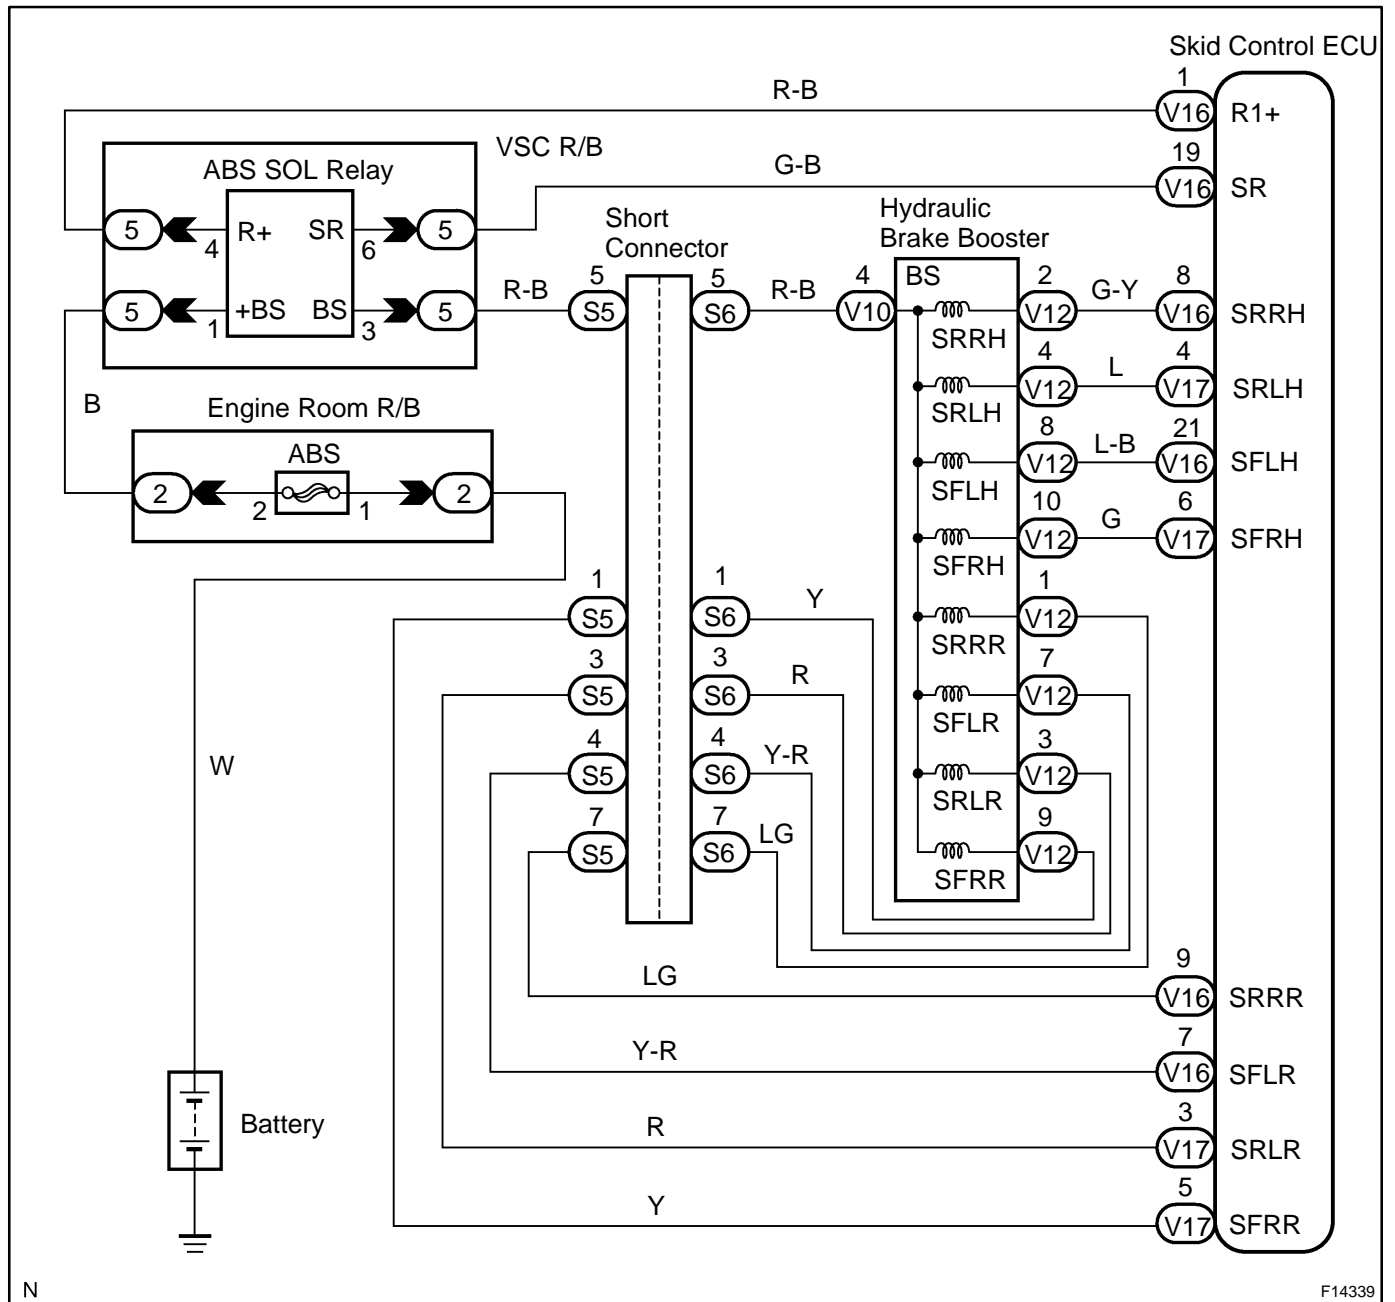 Skid Control ECU
1
R-B
V16 R1+
VSC R/B
19
ABS SOL Relay
G-B
V16 SR
Short
Connector
Hydraulic
Brake Booster
5 R+ SR 5
4 6
5 5 4 BS 2 G-Y 8
R-B S5 S6 R-B V10 V12 V16 SRRH
5 +BS BS 5
1 3
SRRH
4 L 4
V12 V17 SRLH
SRLH
B
Engine Room R/B
8 L-B 21
V12 V16 SFLH
SFLH
ABS
2 2
2 1
10 G 6
V12 V17 SFRH
SFRH
1 1 Y 1
S5 S6 V12
SRRR
3 3 R 7
S5 S6 V12
SFLR
4 4 Y-R 3
S5 S6 V12
SRLR
W
7 7 LG 9
S5 S6 V12
SFRR
9
LG
V16 SRRR
7
Y-R
V16 SFLR
3
Battery
R
V17 SRLR
5
Y
V17 SFRR
N
F14339